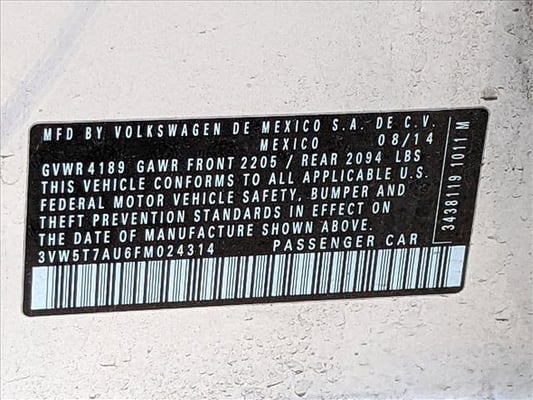 MFD BY VOLKSWAGEN DE MEXICO S.A. DE C.V.
MEXICO 08/14
GVWR 4189 GAWR FRONT 2205 / REAR 2094 LBS
THIS VEHICLE CONFORMS TO ALL APPLICABLE U.S.
FEDERAL MOTOR VEHICLE SAFETY, BUMPER AND
THEFT PREVENTION STANDARDS IN EFFECT ON
THE DATE OF MANUFACTURE SHOWN ABOVE.
3VW5T7AU6FM024314 PASSENGER CAR
3438119 1011 M